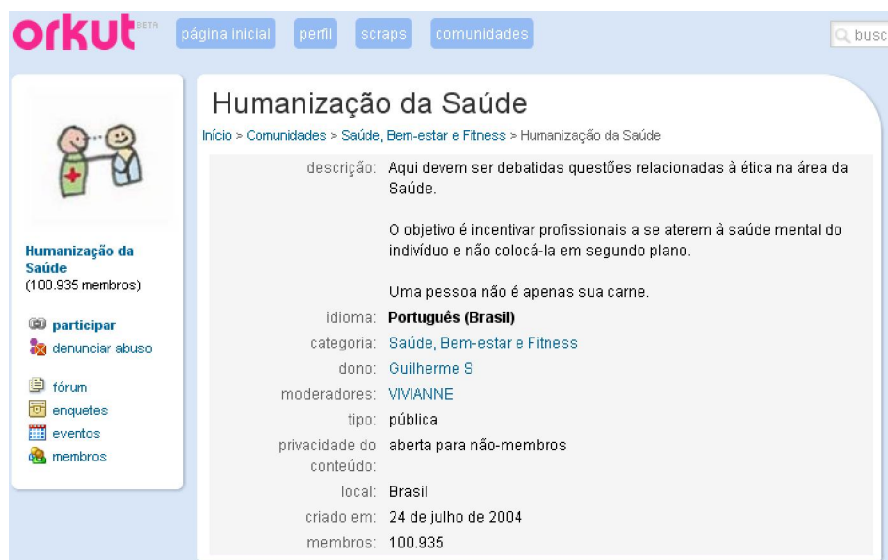 orkut BETA
página inicial perfil scraps comunidades
busc
Humanização da Saúde
(100.935 membros)
participar
denunciar abuso
fórum
enquetes
eventos
membros
Humanização da Saúde
Início > Comunidades > Saúde, Bem-estar e Fitness > Humanização da Saúde
descrição: Aqui devem ser debatidas questões relacionadas à ética na área da
Saúde.
O objetivo é incentivar profissionais a se aterem à saúde mental do
indivíduo e não colocá-la em segundo plano.
Uma pessoa não é apenas sua carne.
idioma: Português (Brasil)
categoria: Saúde, Bem-estar e Fitness
dono: Guilherme S
moderadores: VIVIANNE
tipo: pública
privacidade do aberta para não-membros
conteúdo:
local: Brasil
criado em: 24 de julho de 2004
membros: 100.935